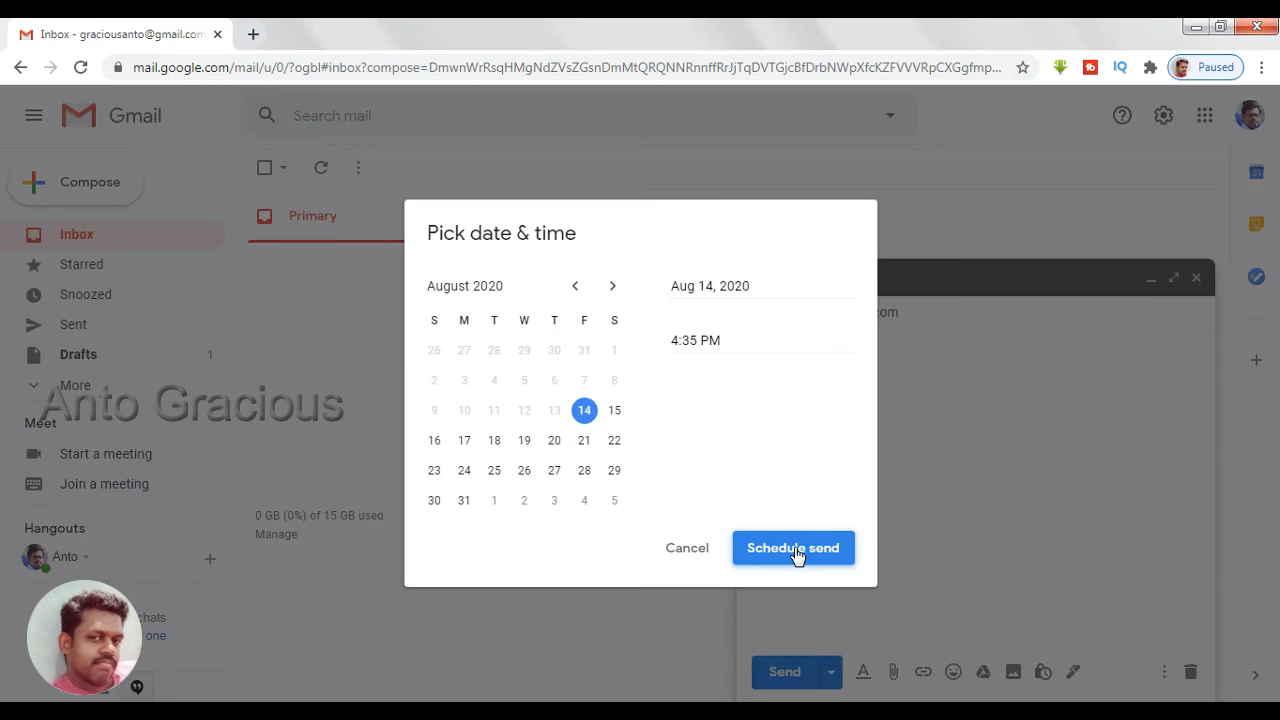 Inbox - graciousanto@gmail.com
mail.google.com/mail/u/0/?ogbl#inbox?compose=DmwnWrRsqHMgNdZVsZGsnDmMtQRQNNRnnffRrJjTqDVTGjcBfDrbNWpXfcKZFVVVRpCXGgfmp...
Paused
Gmail
Search mail
Compose
Primary
Inbox
Starred
Snoozed
Sent
Drafts 1
More
Anto Gracious
Meet
Start a meeting
Join a meeting
Hangouts
Anto
chats
one
0 GB (0%) of 15 GB used
Manage
Pick date & time
August 2020
S M T W T F S
26 27 28 29 30 31 1
2 3 4 5 6 7 8
9 10 11 12 13 14 15
16 17 18 19 20 21 22
23 24 25 26 27 28 29
30 31 1 2 3 4 5
Aug 14, 2020
4:35 PM
Cancel
Schedule send
com
Send